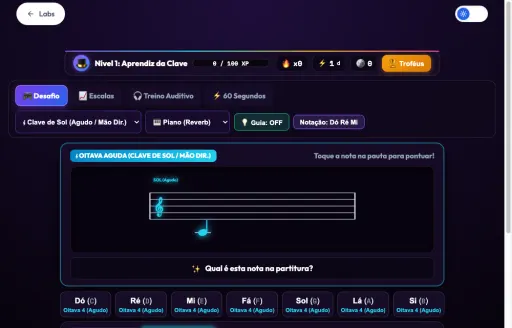 ← Labs
Nível 1: Aprendiz da Clave
0 / 100 XP
🔥 x0
⚡ 1 d
0
🏆 Troféus
🎮 Desafio
📈 Escalas
🎧 Treino Auditivo
⚡ 60 Segundos
Clave de Sol (Agudo / Mão Dir.)
🎹 Piano (Reverb)
💡 Guia: OFF
Notação: Dó Ré Mi
OITAVA AGUDA (CLAVE DE SOL / MÃO DIR.)
Toque a nota na pauta para pontuar!
SOL (Agudo)
✨ Qual é esta nota na partitura?
Dó (C) Ré (D) Mi (E) Fá (F) Sol (G) Lá (A) Si (B)
Oitava 4 (Agudo) Oitava 4 (Agudo) Oitava 4 (Agudo) Oitava 4 (Agudo) Oitava 4 (Agudo) Oitava 4 (Agudo) Oitava 4 (Agudo)